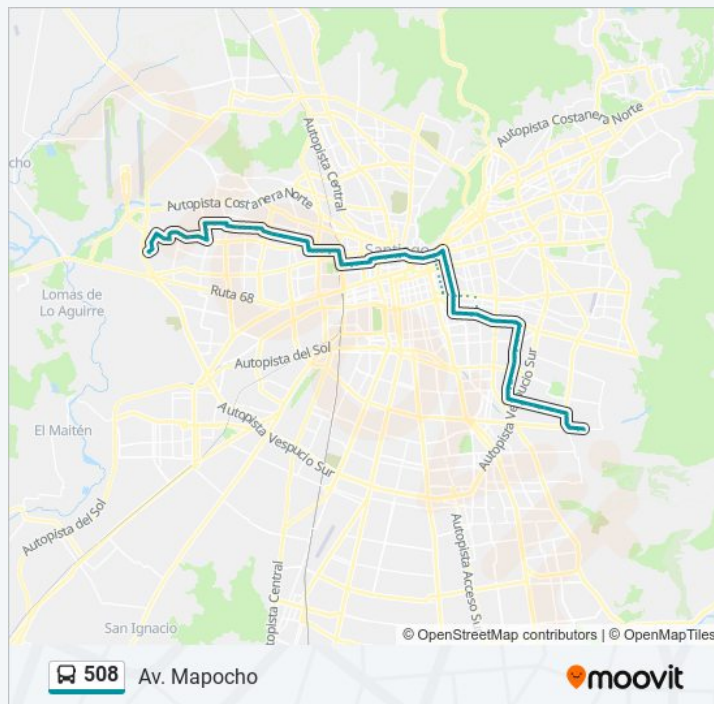 Autopista Costanera Norte
cho
Autopista Central
Autopista Costanera Norte
Santiago
Lomas de
Lo Aguirre
Ruta 68
Autopista del Sol
Autopista Vespucio Sur
El Maitén
Autopista Vespucio Sur
Autopista del Sol
Autopista Acceso Su
Autopista Central
San Ignacio
© OpenStreetMap contributors | © OpenMapTiles
508 Av. Mapocho
moovit